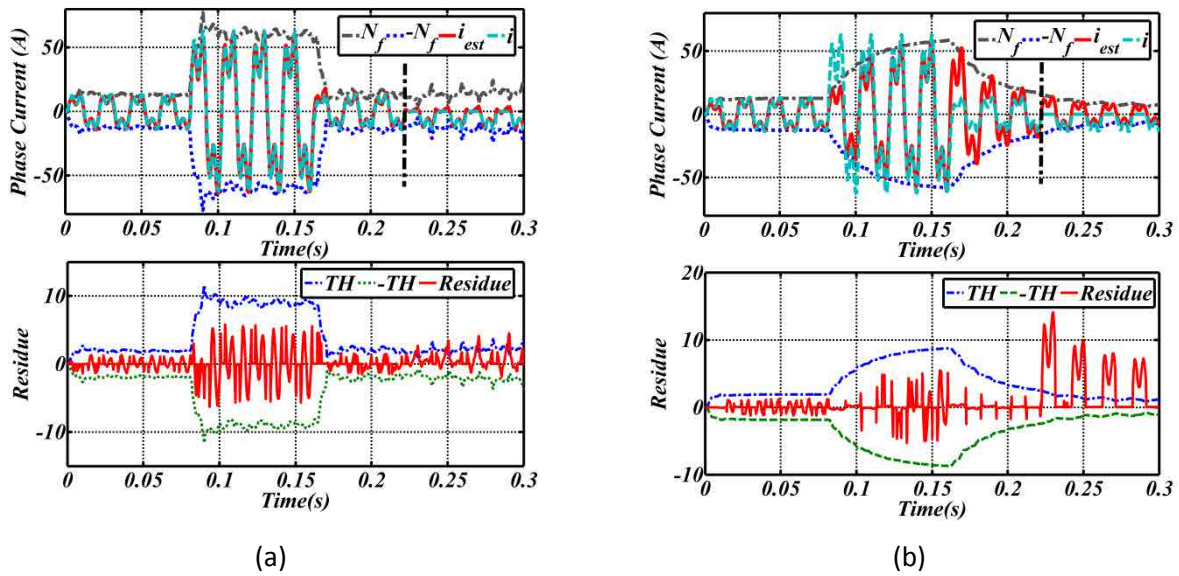 N_f -N_f i_est i
Phase Current (A)
50
0
-50
0 0.05 0.1 0.15 0.2 0.25 0.3
Time(s)
TH -TH Residue
Residue
10
0
-10
0 0.05 0.1 0.15 0.2 0.25 0.3
Time(s)
(a)
N_f -N_f i_est i
Phase Current (A)
50
0
-50
0 0.05 0.1 0.15 0.2 0.25 0.3
Time(s)
TH -TH Residue
Residue
20
10
0
-10
0 0.05 0.1 0.15 0.2 0.25 0.3
Time(s)
(b)